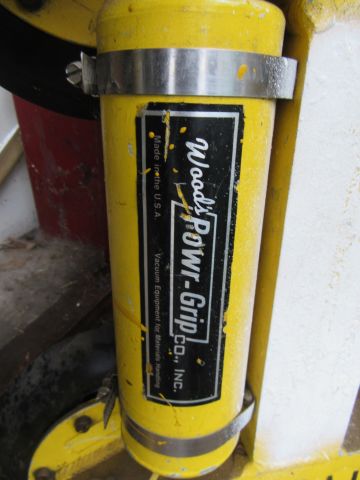 Wood's Powr-Grip CO., INC.
Made in the U.S.A.
Vacuum Equipment for Materials Handling